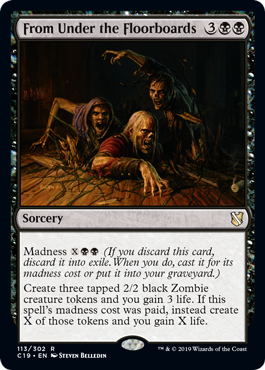 From Under the Floorboards 3
Sorcery
Madness X (If you discard this card,
discard it into exile. When you do, cast it for its
madness cost or put it into your graveyard.)
Create three tapped 2/2 black Zombie
creature tokens and you gain 3 life. If this
spell's madness cost was paid, instead create
X of those tokens and you gain X life.
113/302 R
C19 • EN Steven Belledin
™ & © 2019 Wizards of the Coast